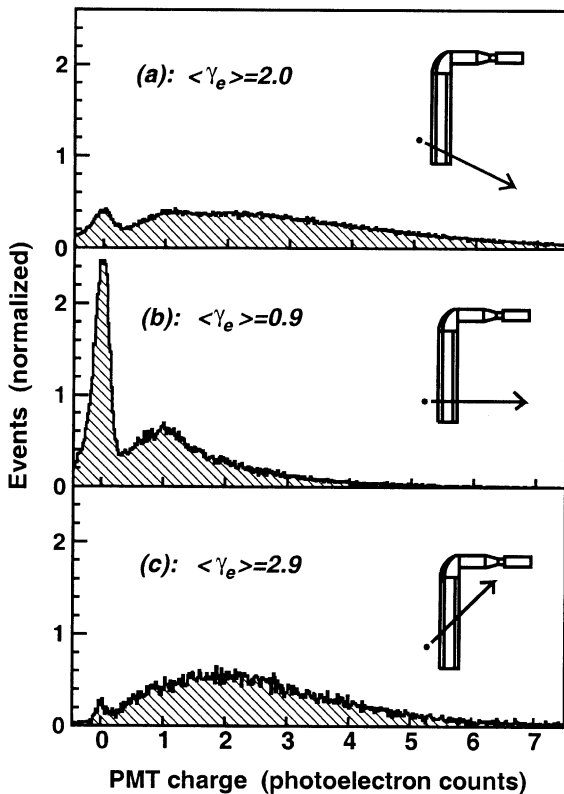 Events (normalized)
2
1
0
(a): <γe>=2.0
2
1
0
(b): <γe>=0.9
2
1
0
(c): <γe>=2.9
0 1 2 3 4 5 6 7
PMT charge (photoelectron counts)